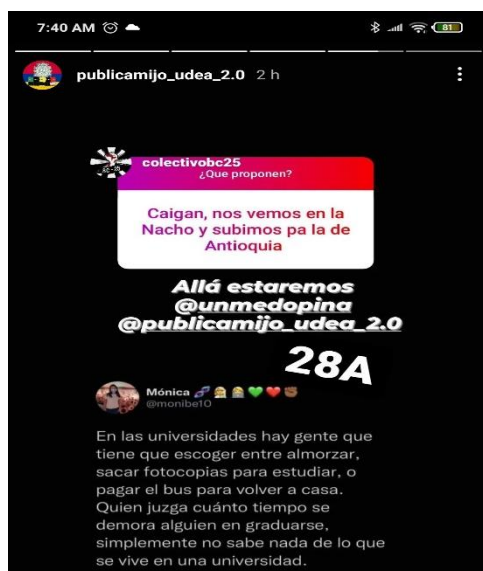 7:40 AM
81
publicamijo_udea_2.0 2 h
colectivobc25
¿Que proponen?
Caigan, nos vemos en la
Nacho y subimos pa la de
Antioquia
Allá estaremos
@unmedopina
@publicamijo_udea_2.0
28A
Mónica
@monibe10
En las universidades hay gente que
tiene que escoger entre almorzar,
sacar fotocopias para estudiar, o
pagar el bus para volver a casa.
Quien juzga cuánto tiempo se
demora alguien en graduarse,
simplemente no sabe nada de lo que
se vive en una universidad.